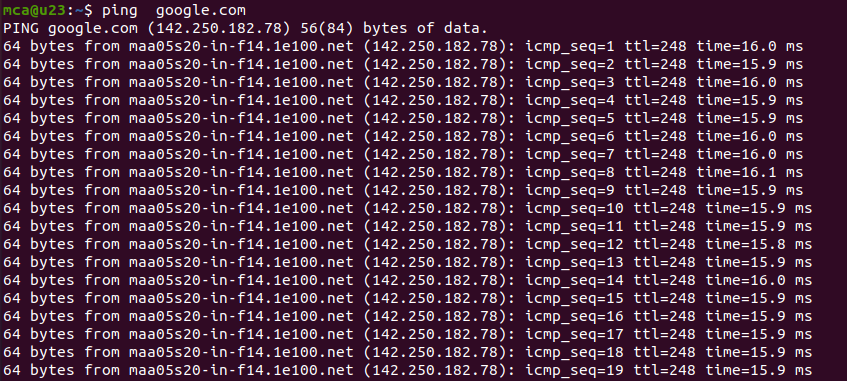 mca@u23:~$ ping  google.com
PING google.com (142.250.182.78) 56(84) bytes of data.
64 bytes from maa05s20-in-f14.1e100.net (142.250.182.78): icmp_seq=1 ttl=248 time=16.0 ms
64 bytes from maa05s20-in-f14.1e100.net (142.250.182.78): icmp_seq=2 ttl=248 time=15.9 ms
64 bytes from maa05s20-in-f14.1e100.net (142.250.182.78): icmp_seq=3 ttl=248 time=16.0 ms
64 bytes from maa05s20-in-f14.1e100.net (142.250.182.78): icmp_seq=4 ttl=248 time=15.9 ms
64 bytes from maa05s20-in-f14.1e100.net (142.250.182.78): icmp_seq=5 ttl=248 time=15.9 ms
64 bytes from maa05s20-in-f14.1e100.net (142.250.182.78): icmp_seq=6 ttl=248 time=16.0 ms
64 bytes from maa05s20-in-f14.1e100.net (142.250.182.78): icmp_seq=7 ttl=248 time=16.0 ms
64 bytes from maa05s20-in-f14.1e100.net (142.250.182.78): icmp_seq=8 ttl=248 time=16.1 ms
64 bytes from maa05s20-in-f14.1e100.net (142.250.182.78): icmp_seq=9 ttl=248 time=15.9 ms
64 bytes from maa05s20-in-f14.1e100.net (142.250.182.78): icmp_seq=10 ttl=248 time=15.9 ms
64 bytes from maa05s20-in-f14.1e100.net (142.250.182.78): icmp_seq=11 ttl=248 time=15.9 ms
64 bytes from maa05s20-in-f14.1e100.net (142.250.182.78): icmp_seq=12 ttl=248 time=15.8 ms
64 bytes from maa05s20-in-f14.1e100.net (142.250.182.78): icmp_seq=13 ttl=248 time=15.9 ms
64 bytes from maa05s20-in-f14.1e100.net (142.250.182.78): icmp_seq=14 ttl=248 time=16.0 ms
64 bytes from maa05s20-in-f14.1e100.net (142.250.182.78): icmp_seq=15 ttl=248 time=15.9 ms
64 bytes from maa05s20-in-f14.1e100.net (142.250.182.78): icmp_seq=16 ttl=248 time=15.9 ms
64 bytes from maa05s20-in-f14.1e100.net (142.250.182.78): icmp_seq=17 ttl=248 time=15.9 ms
64 bytes from maa05s20-in-f14.1e100.net (142.250.182.78): icmp_seq=18 ttl=248 time=15.9 ms
64 bytes from maa05s20-in-f14.1e100.net (142.250.182.78): icmp_seq=19 ttl=248 time=15.9 ms